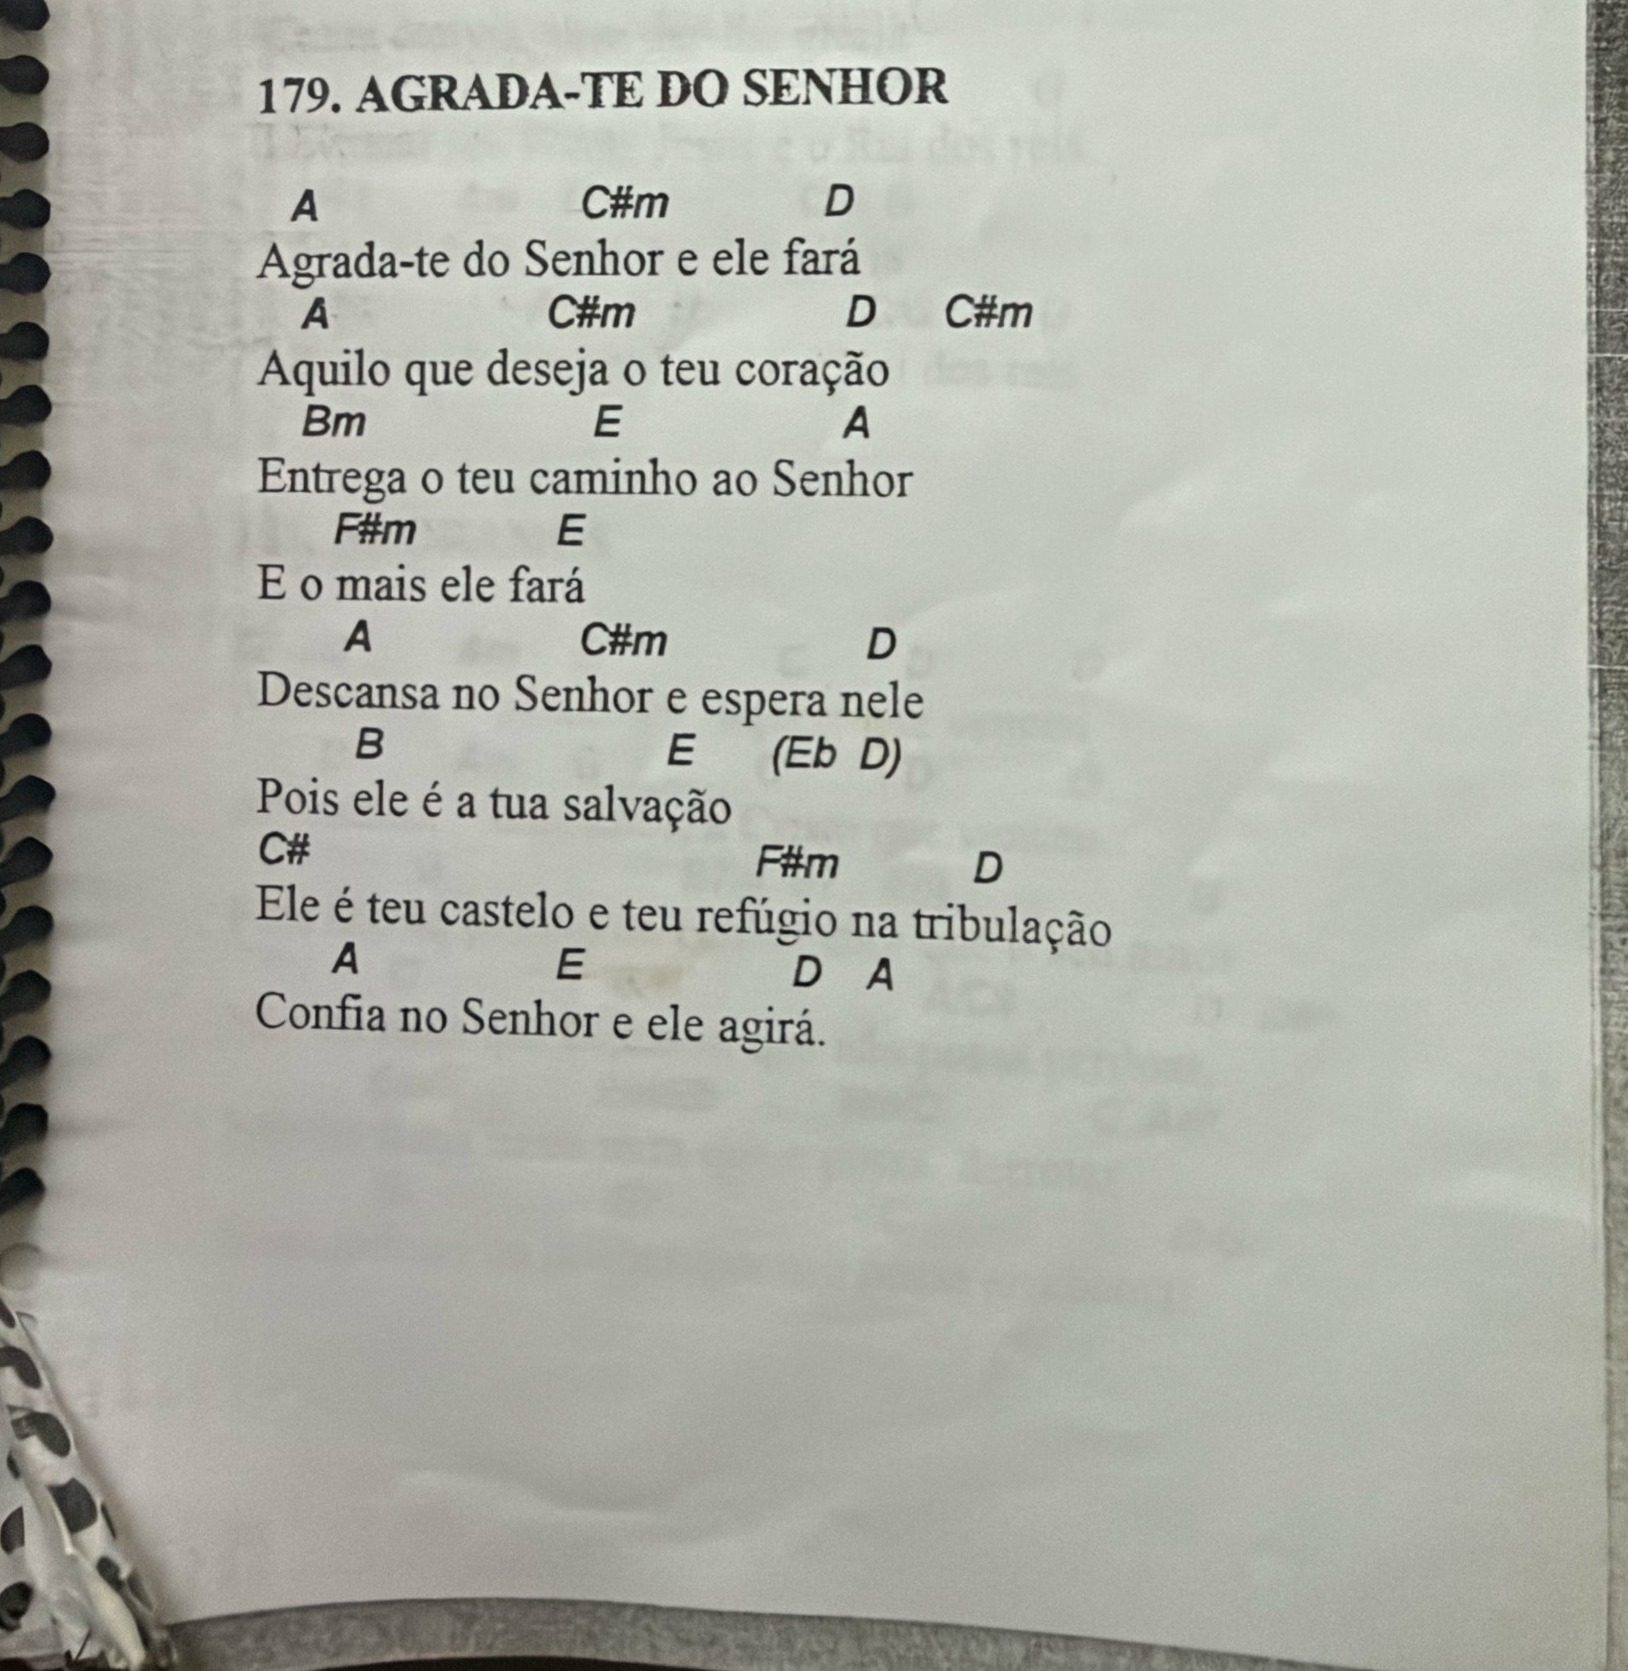 179. AGRADA-TE DO SENHOR
A C#m D
Agrada-te do Senhor e ele fará
A C#m D C#m
Aquilo que deseja o teu coração
Bm E A
Entrega o teu caminho ao Senhor
F#m E
E o mais ele fará
A C#m D
Descansa no Senhor e espera nele
B E (Eb D)
Pois ele é a tua salvação
C# F#m D
Ele é teu castelo e teu refúgio na tribulação
A E D A
Confia no Senhor e ele agirá.